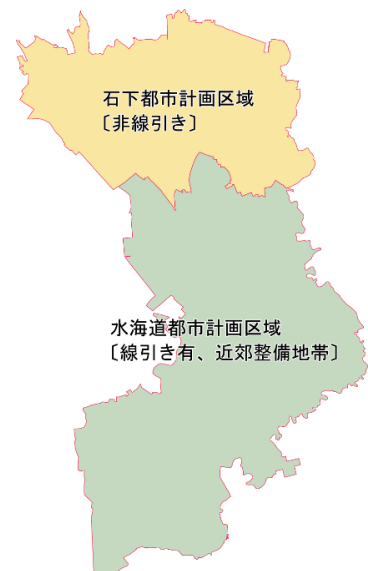 石下都市計画区域
〔非線引き〕
水海道都市計画区域
〔線引き有、近郊整備地帯〕